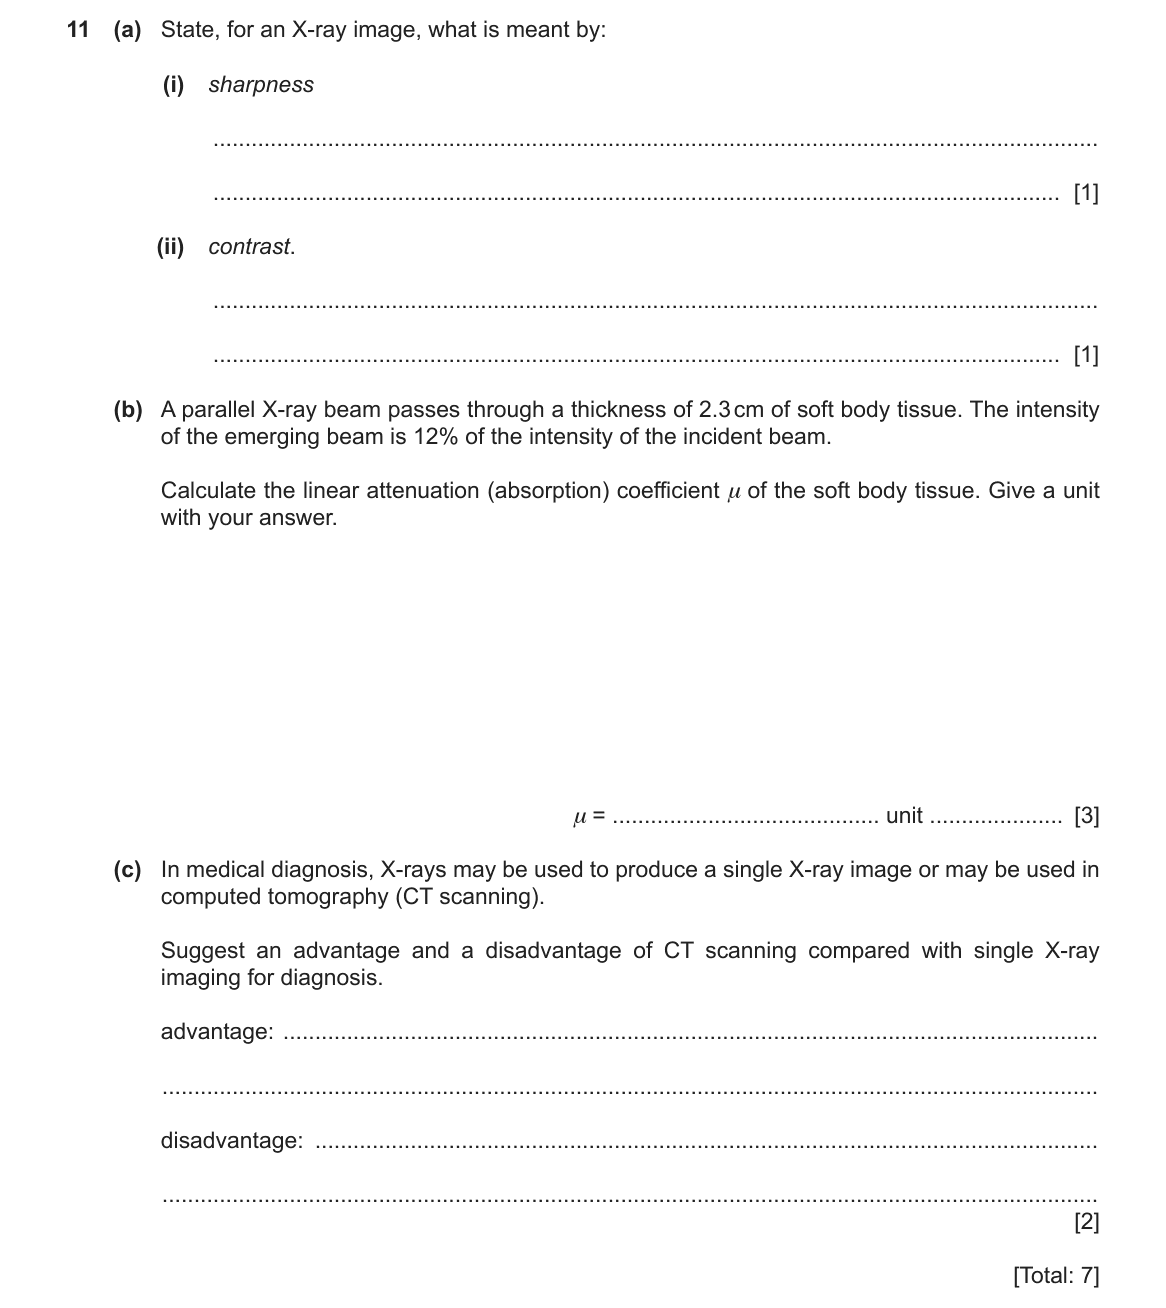 11 (a) State, for an X-ray image, what is meant by:
(i) sharpness
..........................................................................................................................................
.................................................................................................................................... [1]
(ii) contrast.
..........................................................................................................................................
.................................................................................................................................... [1]
(b) A parallel X-ray beam passes through a thickness of 2.3 cm of soft body tissue. The intensity
of the emerging beam is 12% of the intensity of the incident beam.
Calculate the linear attenuation (absorption) coefficient μ of the soft body tissue. Give a unit
with your answer.
μ = .......................................... unit ..................... [3]
(c) In medical diagnosis, X-rays may be used to produce a single X-ray image or may be used in
computed tomography (CT scanning).
Suggest an advantage and a disadvantage of CT scanning compared with single X-ray
imaging for diagnosis.
advantage: ................................................................................................................................
..................................................................................................................................................
disadvantage: ...........................................................................................................................
..................................................................................................................................................
[2]
[Total: 7]